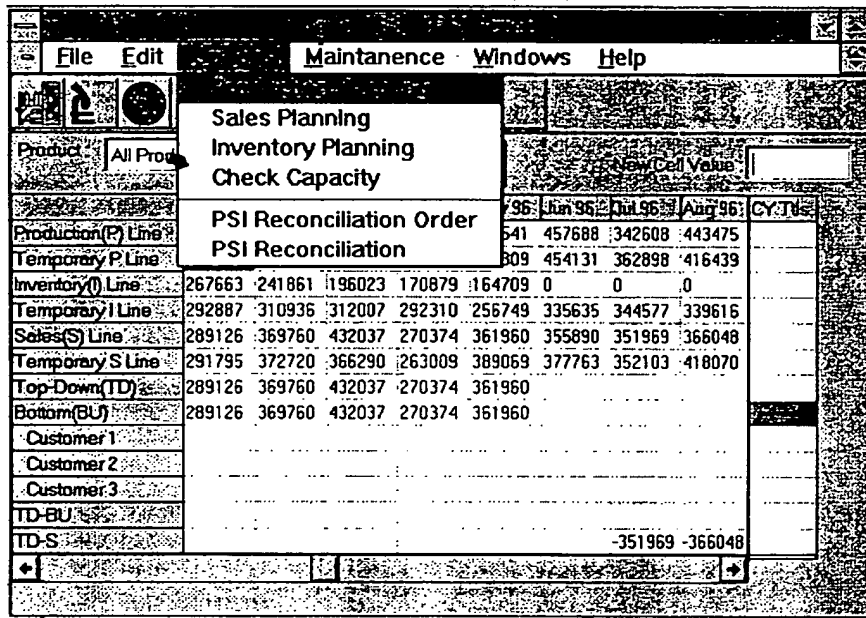 File Edit Maintanence Windows Help
Sales Planning
Inventory Planning
Check Capacity
PSI Reconciliation Order
PSI Reconciliation
Product All Prod
New Cell Value
96 Jun 96 Jul 96 Aug 96 CY Ttls
Production(P) Line 541 457688 342608 443475
Temporary P Line 309 454131 362898 416439
Inventory(I) Line 267663 241861 196023 170879 164709 0 0 0
Temporary I Line 292887 310936 312007 292310 256749 335635 344577 339616
Sales(S) Line 289126 369760 432037 270374 361960 355890 351969 366048
Temporary S Line 291795 372720 366290 263009 389069 377763 352103 418070
Top-Down(TD) 289126 369760 432037 270374 361960
Bottom(BU) 289126 369760 432037 270374 361960
Customer 1
Customer 2
Customer 3
TD-BU
TD-S -351969 -366048